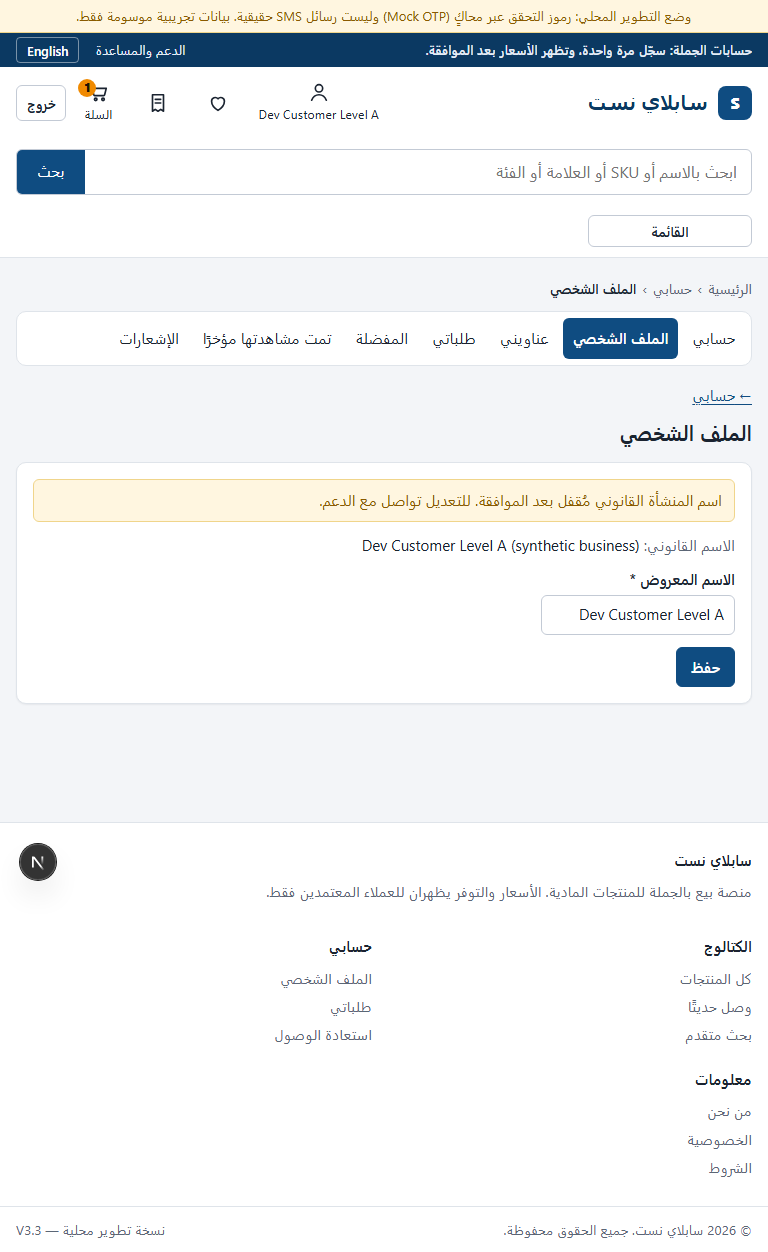 وضع التطوير المحلي: رموز التحقق عبر محاكٍ (Mock OTP) وليست رسائل SMS حقيقية. بيانات تجريبية موسومة فقط.
حسابات الجملة: سجّل مرة واحدة، وتظهر الأسعار بعد الموافقة.
الدعم والمساعدة
English
S
سابلاي نست
Dev Customer Level A
1
السلة
خروج
ابحث بالاسم أو SKU أو العلامة أو الفئة
بحث
القائمة
الرئيسية › حسابي › الملف الشخصي
حسابي
الملف الشخصي
عناويني
طلباتي
المفضلة
تمت مشاهدتها مؤخرًا
الإشعارات
← حسابي
الملف الشخصي
اسم المنشأة القانوني مُقفل بعد الموافقة. للتعديل تواصل مع الدعم.
الاسم القانوني: Dev Customer Level A (synthetic business)
الاسم المعروض *
Dev Customer Level A
حفظ
سابلاي نست
منصة بيع بالجملة للمنتجات المادية. الأسعار والتوفر يظهران للعملاء المعتمدين فقط.
N
الكتالوج
كل المنتجات
وصل حديثًا
بحث متقدم
حسابي
الملف الشخصي
طلباتي
استعادة الوصول
معلومات
من نحن
الخصوصية
الشروط
© 2026 سابلاي نست. جميع الحقوق محفوظة.
نسخة تطوير محلية — V3.3